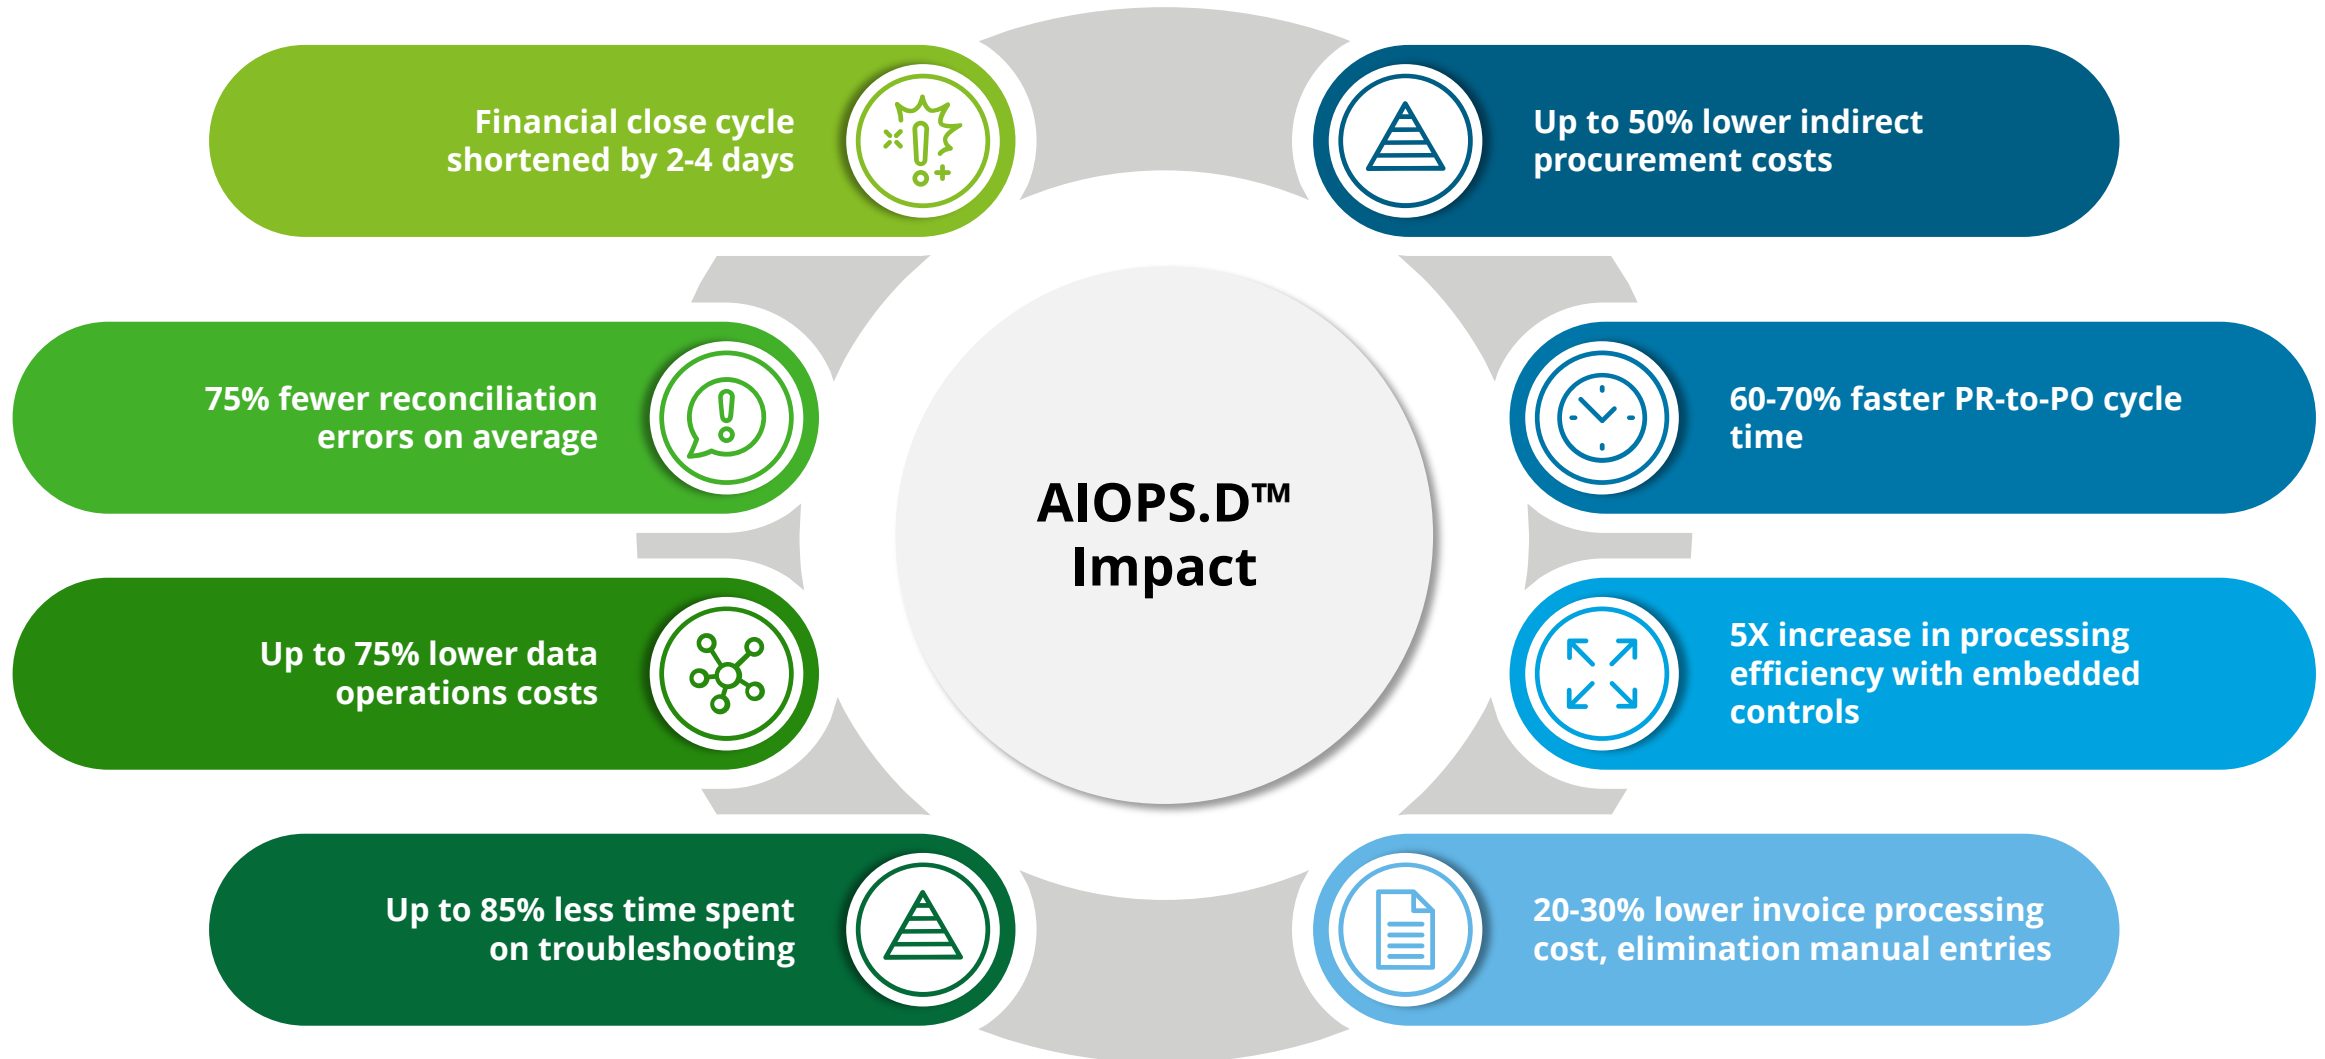 Financial close cycle
shortened by 2-4 days
75% fewer reconciliation
errors on average
Up to 75% lower data
operations costs
Up to 85% less time spent
on troubleshooting
AIOPS.D™
Impact
Up to 50% lower indirect
procurement costs
60-70% faster PR-to-PO cycle
time
5X increase in processing
efficiency with embedded
controls
20-30% lower invoice processing
cost, elimination manual entries